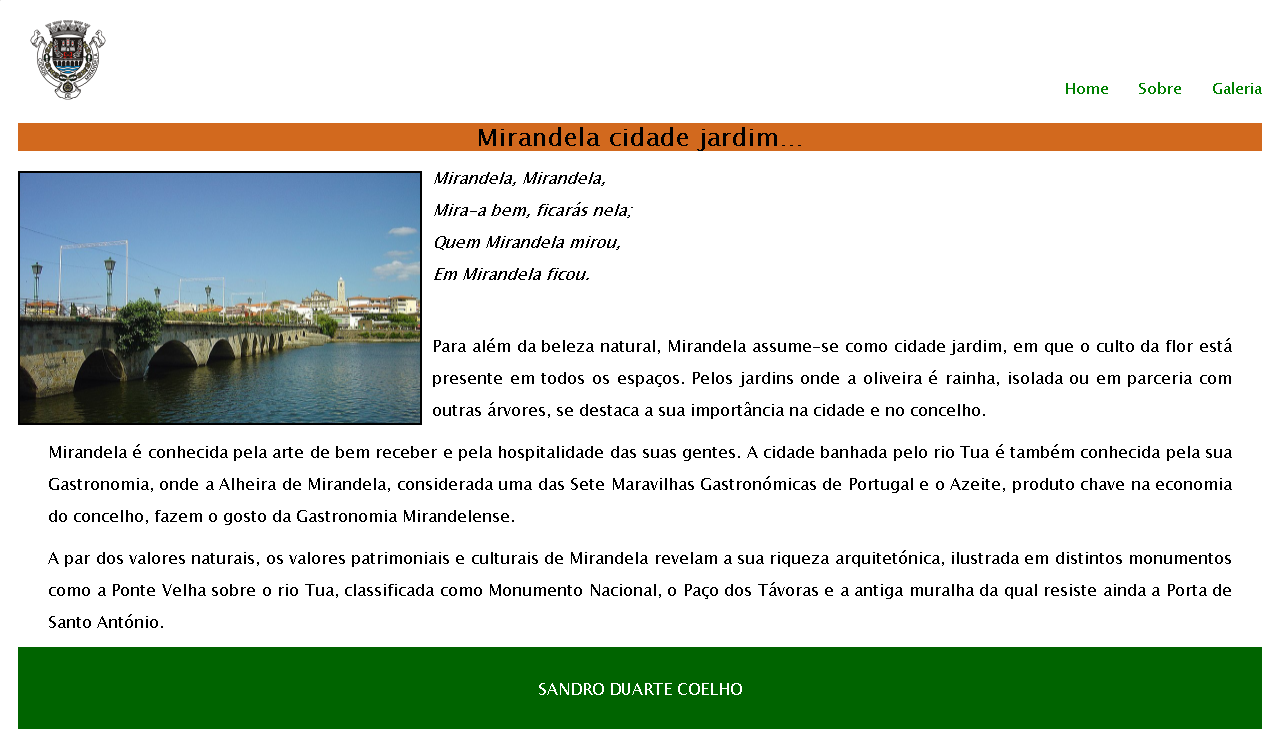 Home Sobre Galeria
Mirandela cidade jardim...
Mirandela, Mirandela,
Mira-a bem, ficarás nela;
Quem Mirandela mirou,
Em Mirandela ficou.
Para além da beleza natural, Mirandela assume-se como cidade jardim, em que o culto da flor está
presente em todos os espaços. Pelos jardins onde a oliveira é rainha, isolada ou em parceria com
outras árvores, se destaca a sua importância na cidade e no concelho.
Mirandela é conhecida pela arte de bem receber e pela hospitalidade das suas gentes. A cidade banhada pelo rio Tua é também conhecida pela sua
Gastronomia, onde a Alheira de Mirandela, considerada uma das Sete Maravilhas Gastronómicas de Portugal e o Azeite, produto chave na economia
do concelho, fazem o gosto da Gastronomia Mirandelense.
A par dos valores naturais, os valores patrimoniais e culturais de Mirandela revelam a sua riqueza arquitetónica, ilustrada em distintos monumentos
como a Ponte Velha sobre o rio Tua, classificada como Monumento Nacional, o Paço dos Távoras e a antiga muralha da qual resiste ainda a Porta de
Santo António.
SANDRO DUARTE COELHO